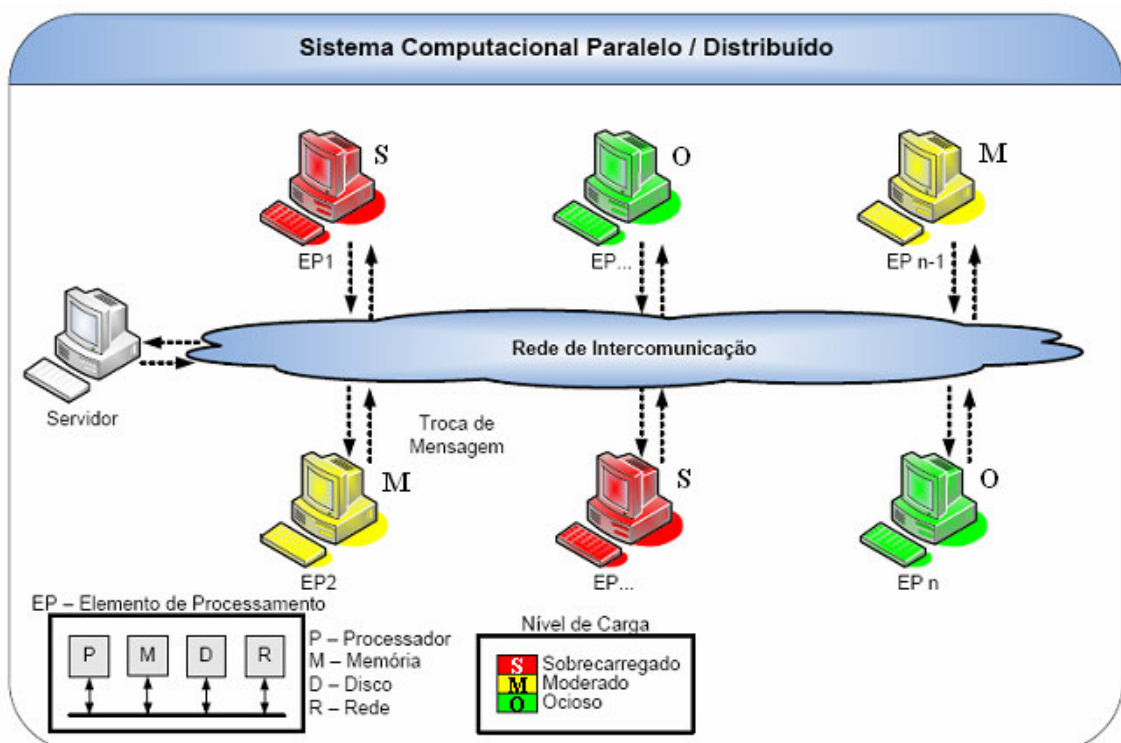 Sistema Computacional Paralelo / Distribuído
S
O
M
EP1
EP...
EP n-1
Rede de Intercomunicação
Servidor
Troca de
Mensagem
M
S
O
EP2
EP...
EP n
EP – Elemento de Processamento
P
M
D
R
P – Processador
M – Memória
D – Disco
R – Rede
Nível de Carga
S Sobrecarregado
M Moderado
O Ocioso